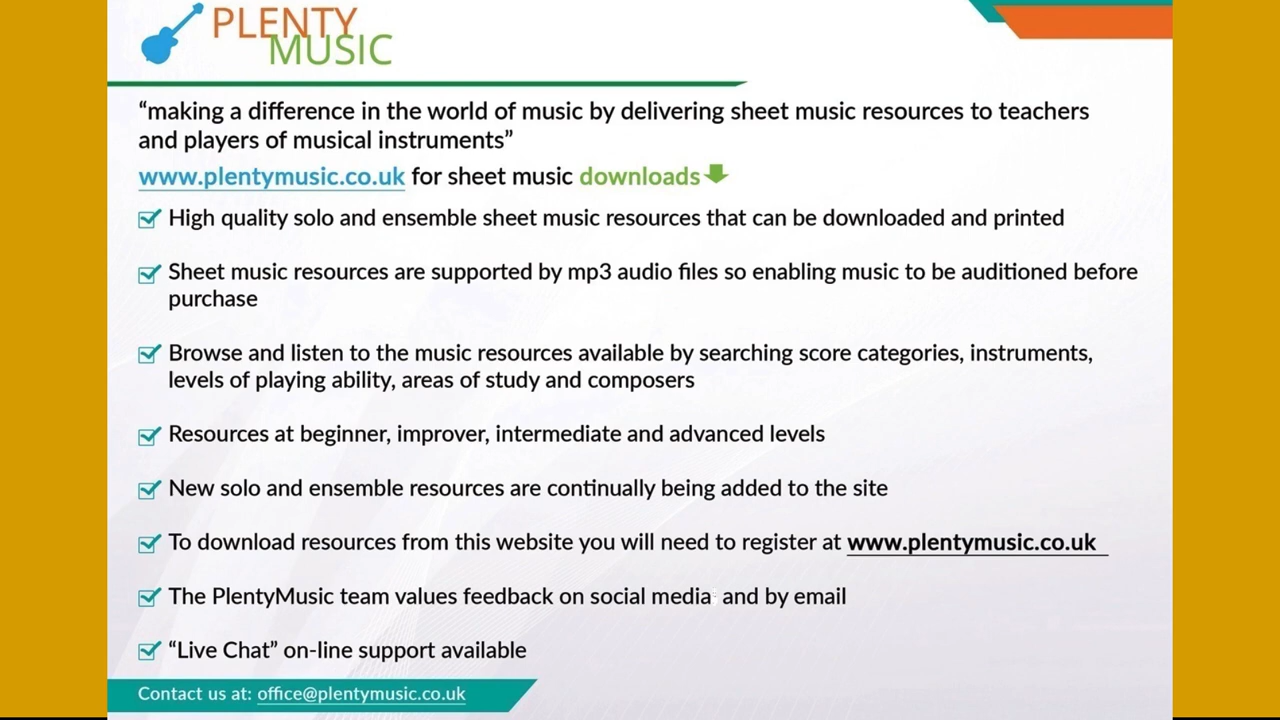 PLENTY
MUSIC
“making a difference in the world of music by delivering sheet music resources to teachers
and players of musical instruments”
www.plentymusic.co.uk for sheet music downloads
High quality solo and ensemble sheet music resources that can be downloaded and printed
Sheet music resources are supported by mp3 audio files so enabling music to be auditioned before
purchase
Browse and listen to the music resources available by searching score categories, instruments,
levels of playing ability, areas of study and composers
Resources at beginner, improver, intermediate and advanced levels
New solo and ensemble resources are continually being added to the site
To download resources from this website you will need to register at www.plentymusic.co.uk
The PlentyMusic team values feedback on social media and by email
“Live Chat” on-line support available
Contact us at: office@plentymusic.co.uk